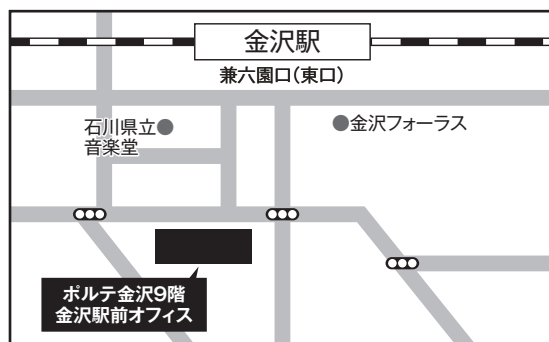 金沢駅
兼六園口(東口)
石川県立
音楽堂
金沢フォーラス
ポルテ金沢9階
金沢駅前オフィス